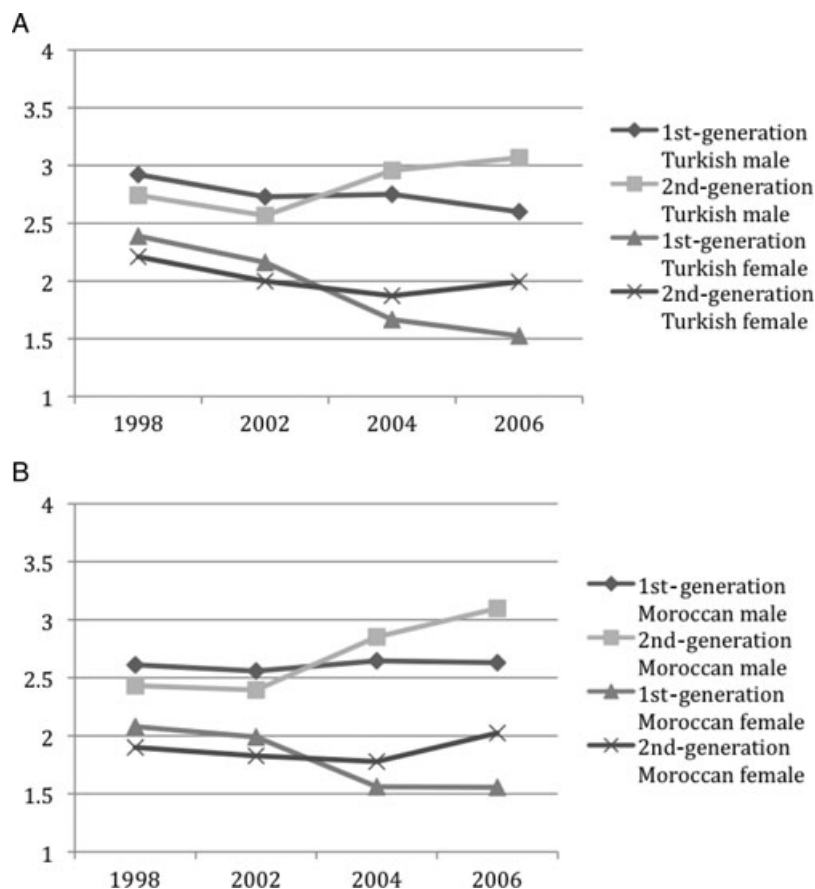 A
4
3.5
3
2.5
2
1.5
1
1998 2002 2004 2006
1st-generation
Turkish male
2nd-generation
Turkish male
1st-generation
Turkish female
2nd-generation
Turkish female
B
4
3.5
3
2.5
2
1.5
1
1998 2002 2004 2006
1st-generation
Moroccan male
2nd-generation
Moroccan male
1st-generation
Moroccan female
2nd-generation
Moroccan female